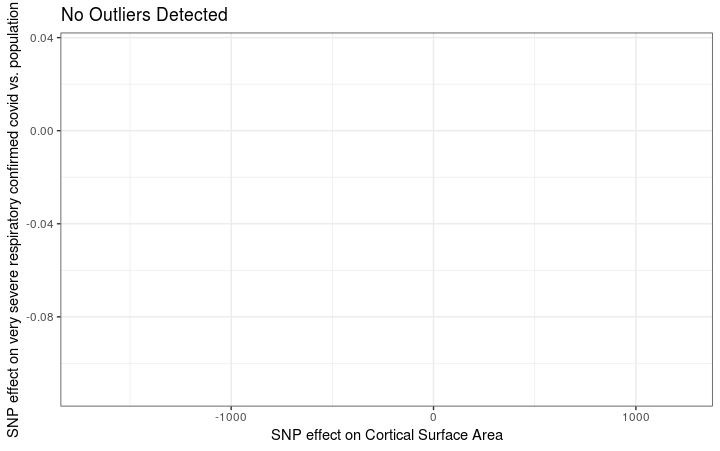 No Outliers Detected
SNP effect on very severe respiratory confirmed covid vs. population
0.04
0.00
-0.04
-0.08
-1000
0
1000
SNP effect on Cortical Surface Area